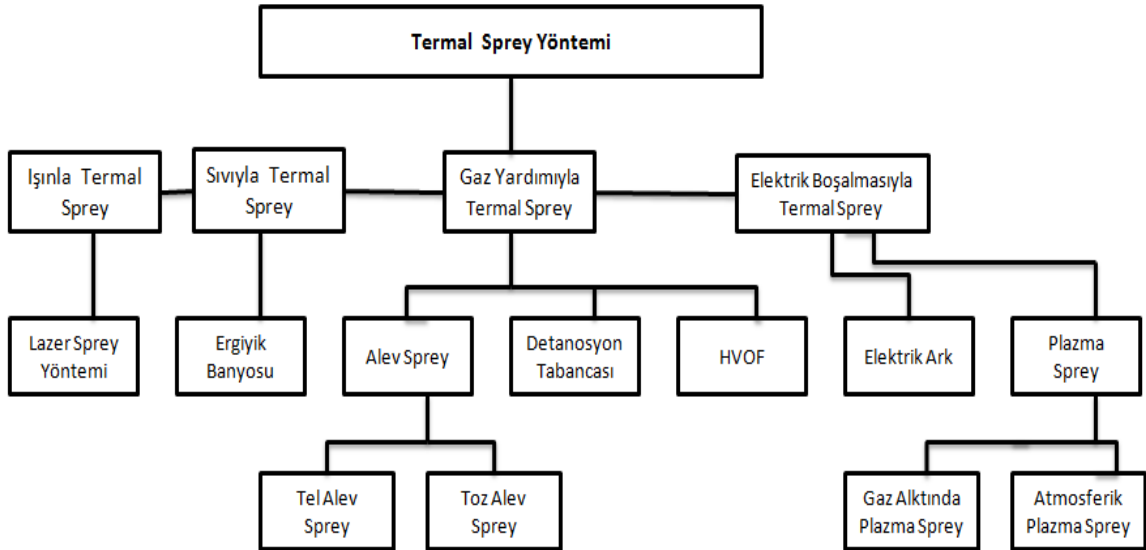 Termal Sprey Yöntemi
Işınla Termal
Sprey
Sıvıyla Termal
Sprey
Gaz Yardımıyla
Termal Sprey
Elektrik Boşalmasıyla
Termal Sprey
Lazer Sprey
Yöntemi
Ergiyik
Banyosu
Alev Sprey
Detanosyon
Tabancası
HVOF
Elektrik Ark
Plazma
Sprey
Tel Alev
Sprey
Toz Alev
Sprey
Gaz Alktında
Plazma Sprey
Atmosferik
Plazma Sprey